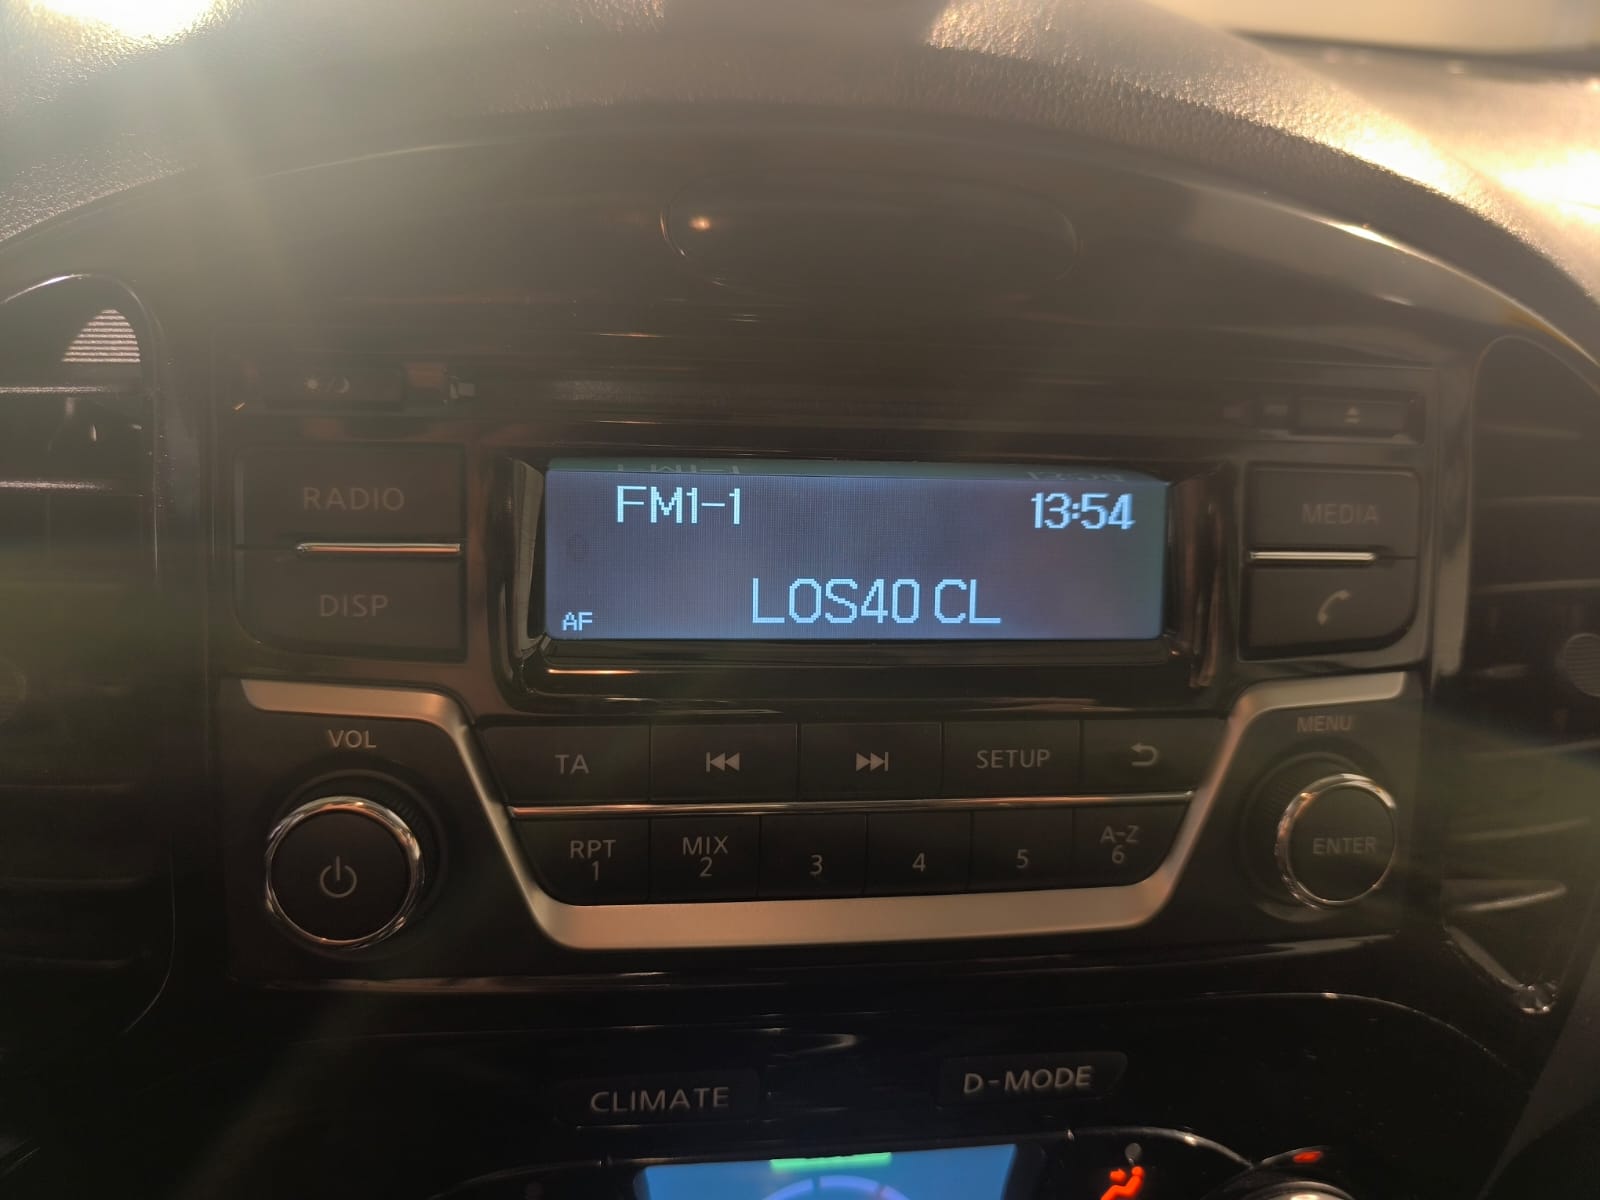 FM1-1 13:54
LOS40 CL
AF
RADIO
DISP
MEDIA
VOL
MENU
TA
SETUP
RPT
1
MIX
2
3
4
5
A-Z
6
ENTER
CLIMATE
D-MODE